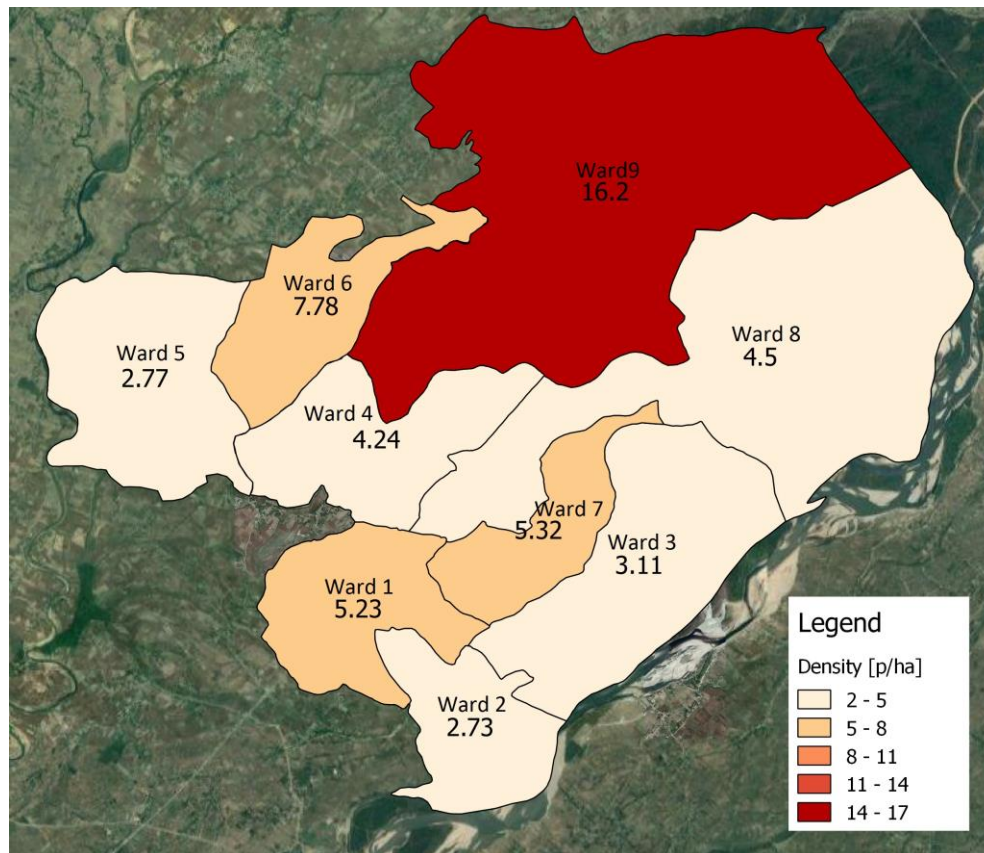 Ward9
16.2
Ward 6
7.78
Ward 8
4.5
Ward 5
2.77
Ward 4
4.24
Ward 7
5.32
Ward 3
3.11
Ward 1
5.23
Ward 2
2.73
Legend
Density [p/ha]
2 - 5
5 - 8
8 - 11
11 - 14
14 - 17